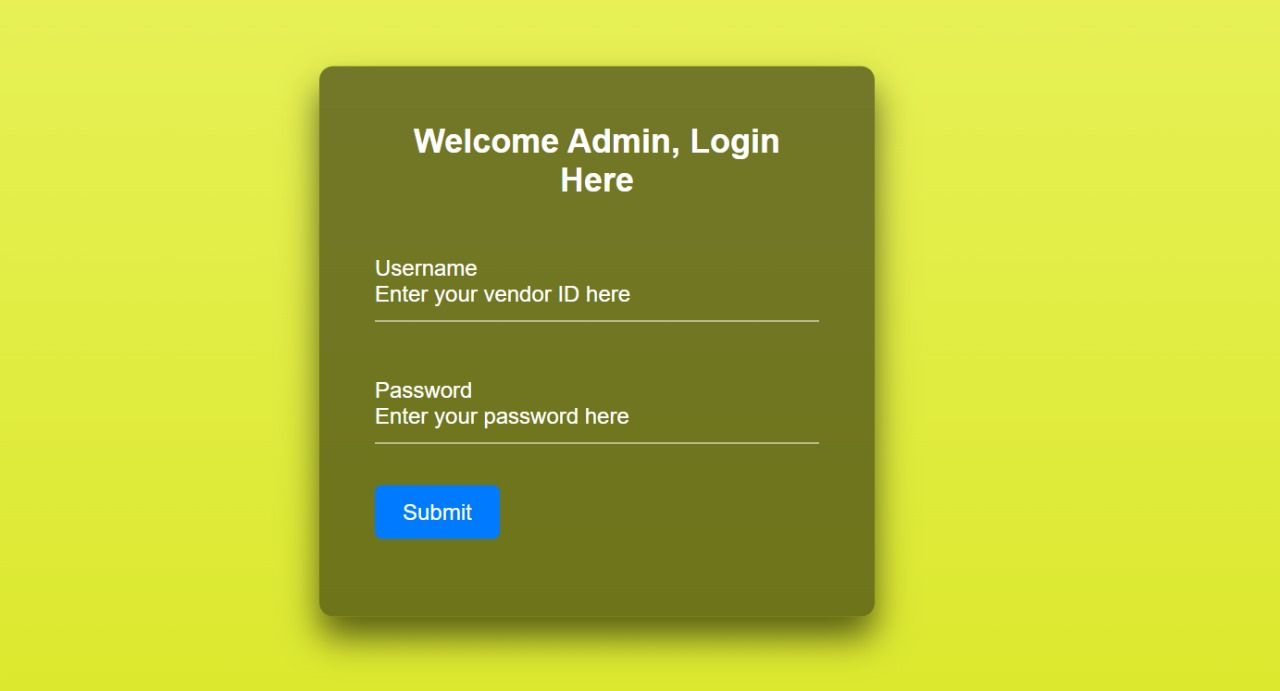 Welcome Admin, Login
Here
Username
Enter your vendor ID here
Password
Enter your password here
Submit